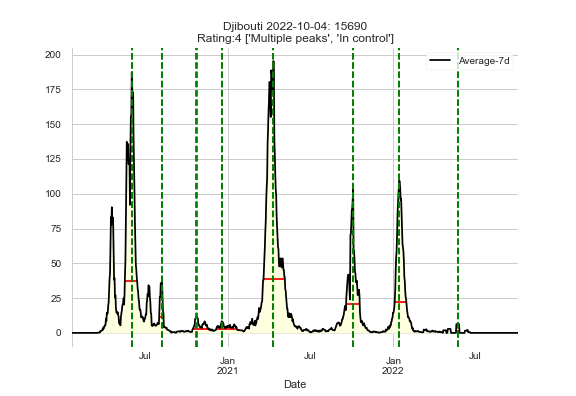 Djibouti 2022-10-04: 15690
Rating:4 ['Multiple peaks', 'In control']
Average-7d
200
175
150
125
100
75
50
25
0
Jul
Jan
2021
Jul
Jan
2022
Jul
Date